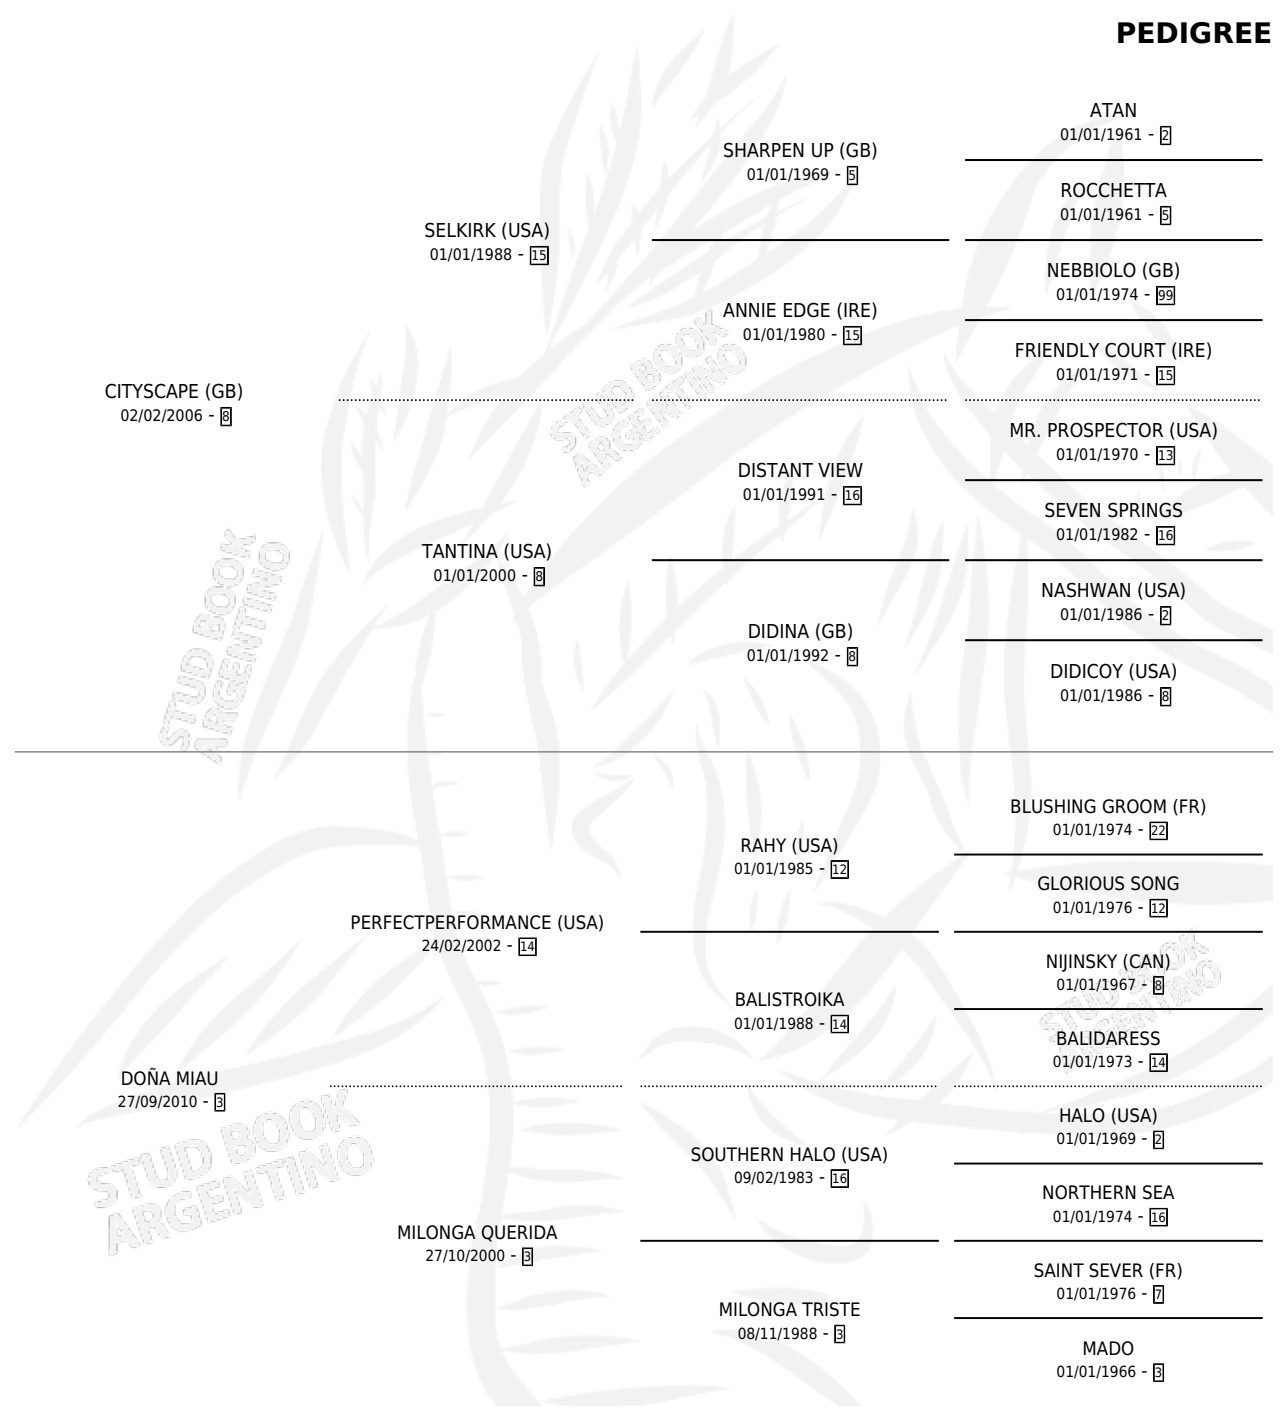 PEDIGREE
ATAN
01/01/1961 - 2
SHARPEN UP (GB)
01/01/1969 - 5
ROCCHETTA
01/01/1961 - 5
SELKIRK (USA)
01/01/1988 - 15
NEBBIOLO (GB)
01/01/1974 - 99
ANNIE EDGE (IRE)
01/01/1980 - 15
FRIENDLY COURT (IRE)
01/01/1971 - 15
CITYSCAPE (GB)
02/02/2006 - 8
MR. PROSPECTOR (USA)
01/01/1970 - 13
DISTANT VIEW
01/01/1991 - 16
SEVEN SPRINGS
01/01/1982 - 16
TANTINA (USA)
01/01/2000 - 8
NASHWAN (USA)
01/01/1986 - 2
DIDINA (GB)
01/01/1992 - 8
DIDICOY (USA)
01/01/1986 - 8
BLUSHING GROOM (FR)
01/01/1974 - 22
RAHY (USA)
01/01/1985 - 12
GLORIOUS SONG
01/01/1976 - 12
PERFECTPERFORMANCE (USA)
24/02/2002 - 14
NIJINSKY (CAN)
01/01/1967 - 8
BALISTROIKA
01/01/1988 - 14
BALIDARESS
01/01/1973 - 14
DOÑA MIAU
27/09/2010 - 3
HALO (USA)
01/01/1969 - 2
SOUTHERN HALO (USA)
09/02/1983 - 16
NORTHERN SEA
01/01/1974 - 16
MILONGA QUERIDA
27/10/2000 - 3
SAINT SEVER (FR)
01/01/1976 - 7
MILONGA TRISTE
08/11/1988 - 3
MADO
01/01/1966 - 3
STUD BOOK
ARGENTINO
STUD BOOK
ARGENTINO
STUD BOOK
ARGENTINO
STUD BOOK
ARGENTINO